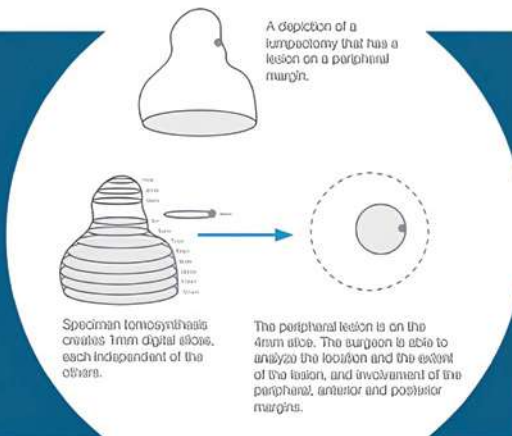 A depiction of a
lumpectomy that has a
lesion on a peripheral
margin.
Specimen tomosynthesis
creates 1mm digital slices,
each independent of the
others.
The peripheral lesion is on the
4mm slice. The surgeon is able to
analyze the location and the extent
of the lesion, and involvement of the
peripheral, anterior and posterior
margins.